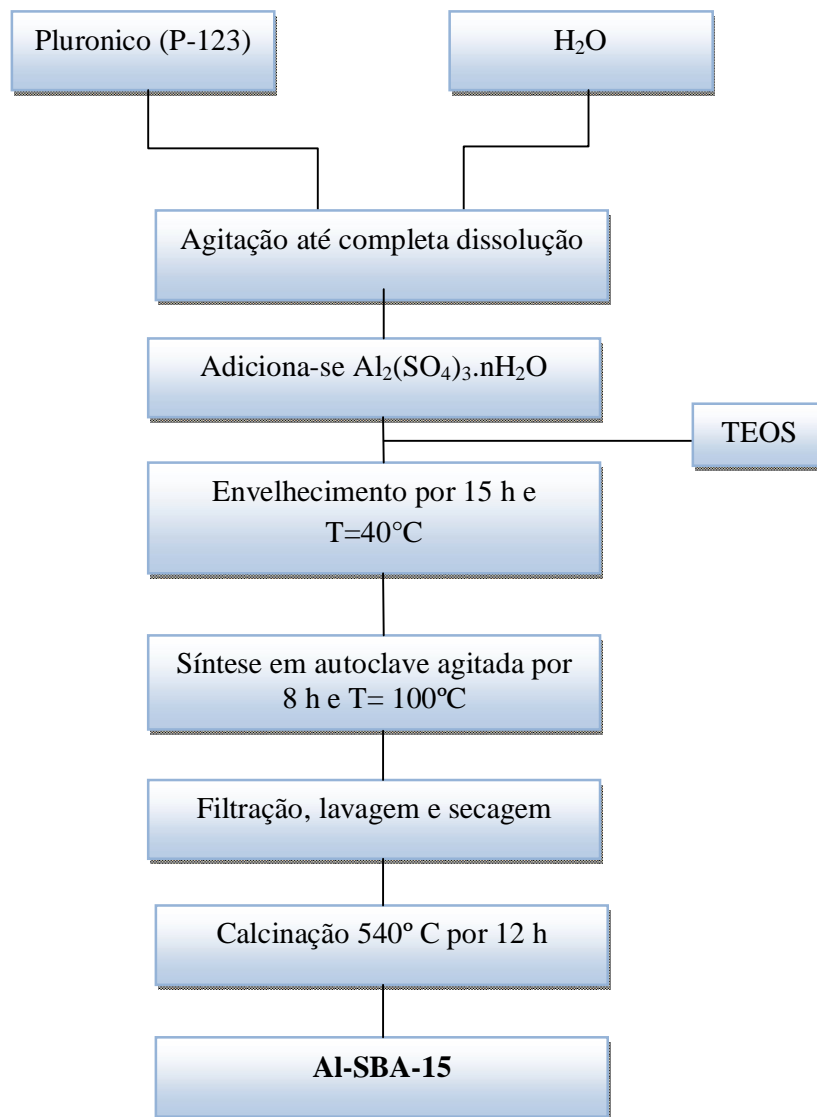 Pluronico (P-123)
H₂O
Agitação até completa dissolução
Adiciona-se Al₂(SO₄)₃.nH₂O
TEOS
Envelhecimento por 15 h e
T=40°C
Síntese em autoclave agitada por
8 h e T= 100ºC
Filtração, lavagem e secagem
Calcinação 540º C por 12 h
Al-SBA-15